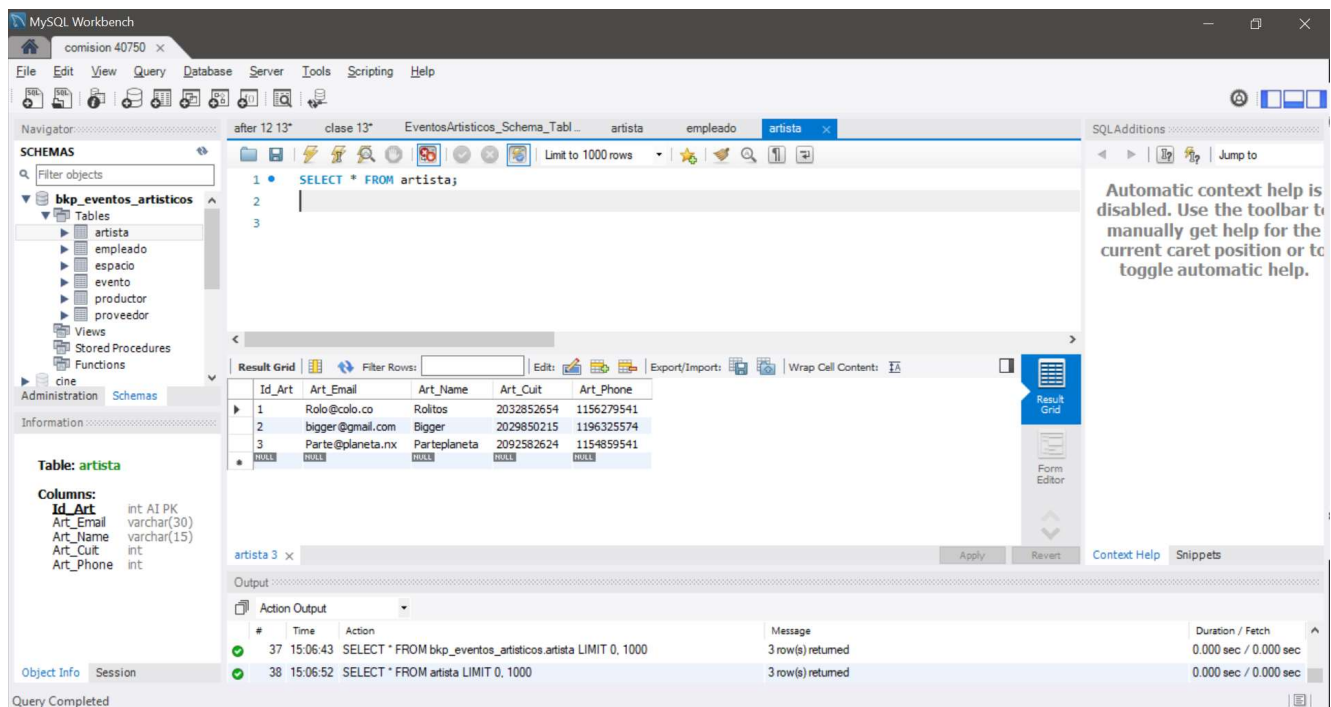 MySQL Workbench
comision 40750
File Edit View Query Database Server Tools Scripting Help
Navigator
SCHEMAS
Filter objects
bkp_eventos_artisticos
Tables
artista
empleado
espacio
evento
productor
proveedor
Views
Stored Procedures
Functions
cine
Administration Schemas
Information
Table: artista
Columns:
Id_Art int AI PK
Art_Email varchar(30)
Art_Name varchar(15)
Art_Cuit int
Art_Phone int
Object Info Session
after 12 13* clase 13* EventosArtisticos_Schema_Tabl... artista empleado artista
Limit to 1000 rows
1 SELECT * FROM artista;
2
3
Result Grid Filter Rows: Edit: Export/Import: Wrap Cell Content:
Id_Art Art_Email Art_Name Art_Cuit Art_Phone
1 Rolo@colo.co Rolitos 2032852654 1156279541
2 bigger@gmail.com Bigger 2029850215 1196325574
3 Parte@planeta.nx Parteplaneta 2092582624 1154859541
NULL NULL NULL NULL NULL
Result
Grid
Form
Editor
artista 3 Apply Revert
SQLAdditions
Jump to
Automatic context help is
disabled. Use the toolbar to
manually get help for the
current caret position or to
toggle automatic help.
Context Help Snippets
Output
Action Output
# Time Action Message Duration / Fetch
37 15:06:43 SELECT * FROM bkp_eventos_artisticos.artista LIMIT 0, 1000 3 row(s) returned 0.000 sec / 0.000 sec
38 15:06:52 SELECT * FROM artista LIMIT 0, 1000 3 row(s) returned 0.000 sec / 0.000 sec
Query Completed